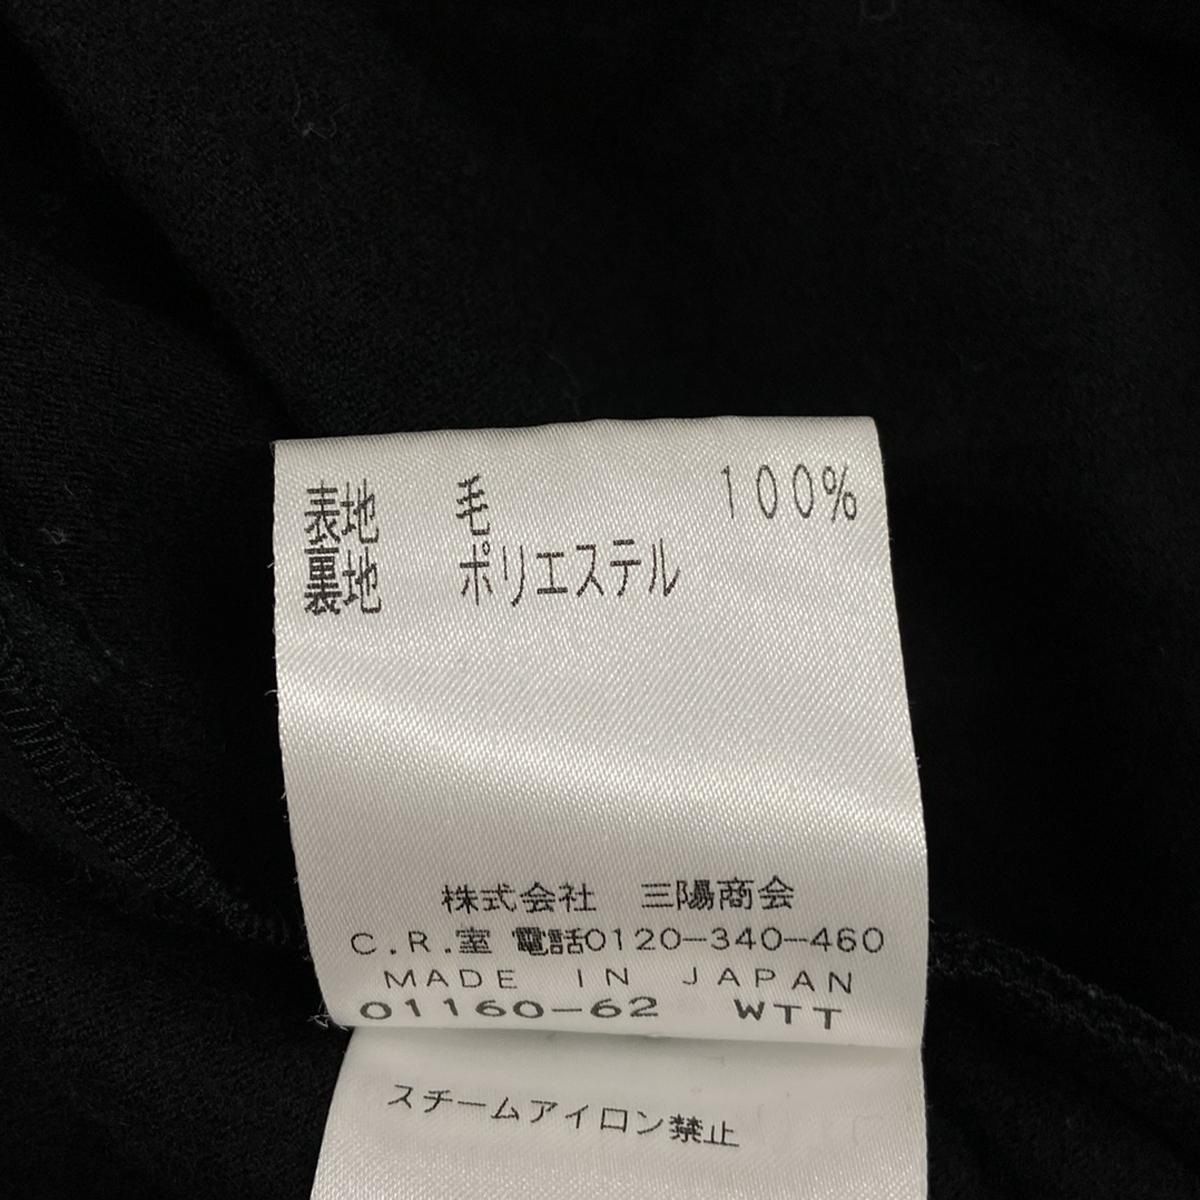 表地 毛 100%
裏地 ポリエステル
株式会社 三陽商会
C.R.室 電話0120-340-460
MADE IN JAPAN
01160-62 WTT
スチームアイロン禁止